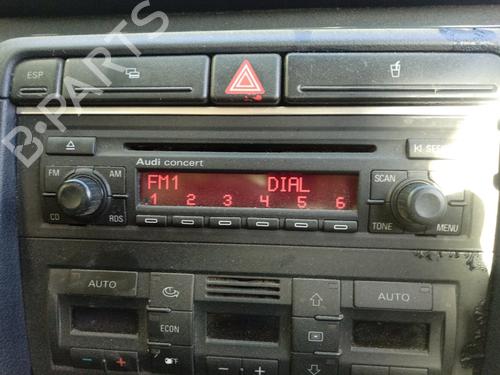 ESP
B-PARTS
Audi concert
FM AM
SCAN
FM1 DIAL
1 2 3 4 5 6
CD RDS
TONE MENU
AUTO
AUTO
ECON
OFF
- +
- +
- +